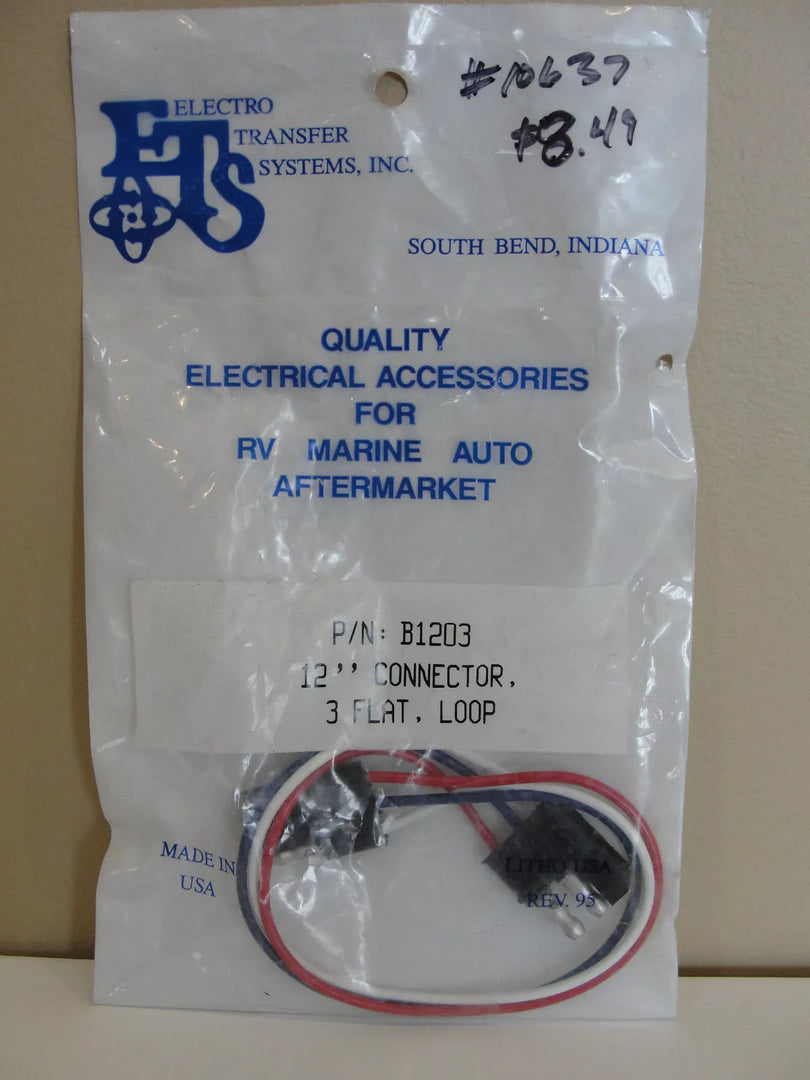 #10637
$8.49
ETS
ELECTRO
TRANSFER
SYSTEMS, INC.
SOUTH BEND, INDIANA
QUALITY
ELECTRICAL ACCESSORIES
FOR
RV MARINE AUTO
AFTERMARKET
P/N: B1203
12'' CONNECTOR,
3 FLAT, LOOP
MADE IN
USA
LITHO USA
REV. 95